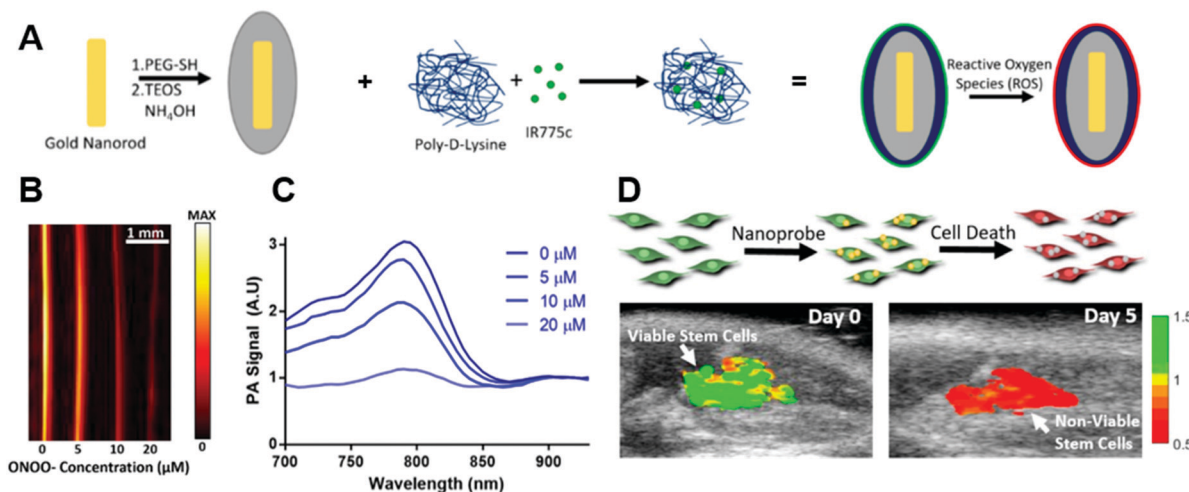 A
1.PEG-SH
2.TEOS
NH4OH
Gold Nanorod
+
Poly-D-Lysine
+
IR775c
=
Reactive Oxygen
Species (ROS)
B
MAX
1 mm
0
0 5 10 20
ONOO- Concentration (μM)
C
3
2
1
0
PA Signal (A.U)
0 μM
5 μM
10 μM
20 μM
700 750 800 850 900
Wavelength (nm)
D
Nanoprobe
Cell Death
Day 0
Viable Stem Cells
Day 5
Non-Viable
Stem Cells
1.5
1
0.5